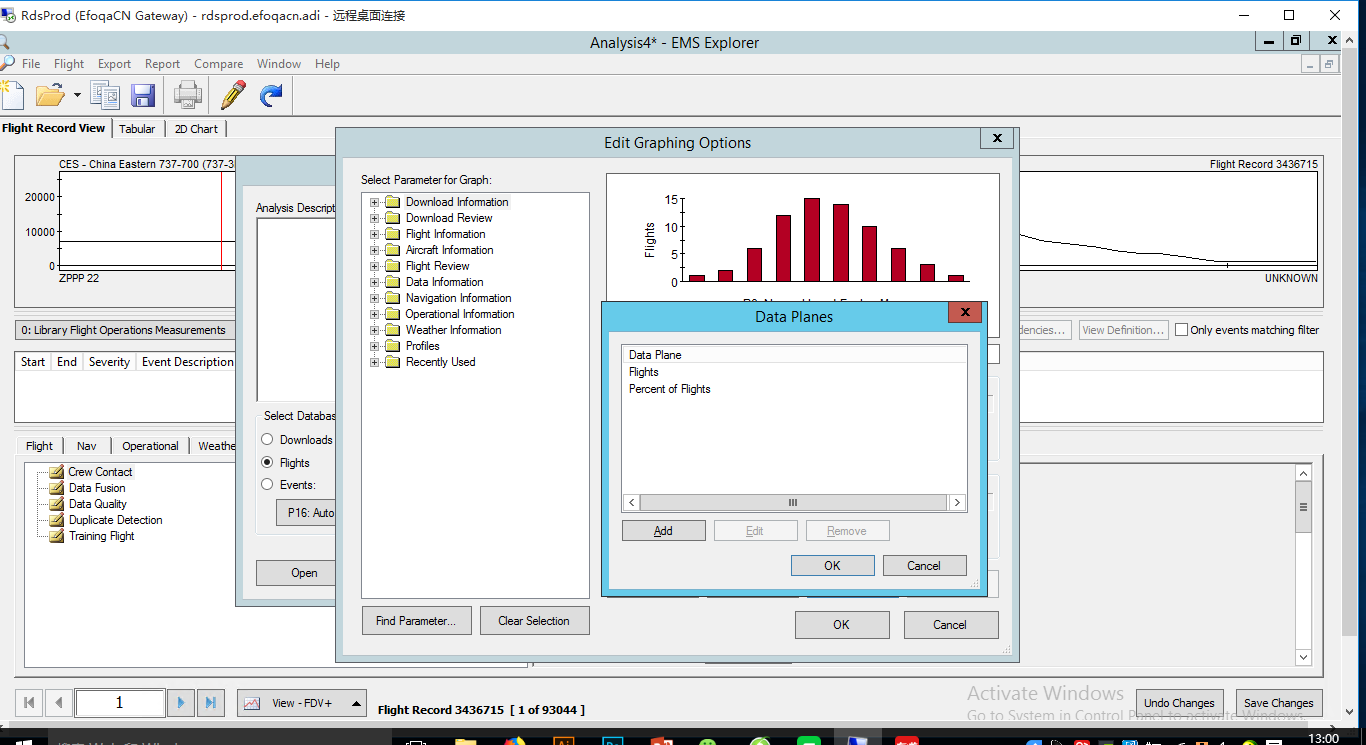 RdsProd (EfoqaCN Gateway) - rdsprod.efoqacn.adi - 远程桌面连接
Analysis4* - EMS Explorer
File Flight Export Report Compare Window Help
Flight Record View Tabular 2D Chart
CES - China Eastern 737-700 (737-3
Flight Record 3436715
20000
10000
0
ZPPP 22
UNKNOWN
0: Library Flight Operations Measurements
dencies... View Definition... Only events matching filter
Start End Severity Event Description
Flight Nav Operational Weathe
Crew Contact
Data Fusion
Data Quality
Duplicate Detection
Training Flight
Analysis Descript
Select Databas
Downloads
Flights
Events:
P16: Auto
Open
Edit Graphing Options
Select Parameter for Graph:
Download Information
Download Review
Flight Information
Aircraft Information
Flight Review
Data Information
Navigation Information
Operational Information
Weather Information
Profiles
Recently Used
Find Parameter... Clear Selection
Flights
15
10
5
0
Data Planes
Data Plane
Flights
Percent of Flights
Add Edit Remove
OK Cancel
OK Cancel
1
View - FDV+
Flight Record 3436715 [ 1 of 93044 ]
Activate Windows
Go to System in Control Panel to activate Windows.
Undo Changes Save Changes
13:00